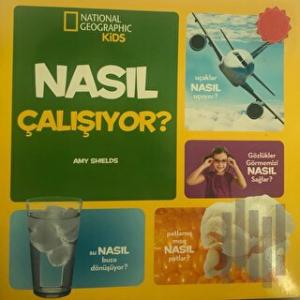 NATIONAL
GEOGRAPHIC
KiDS
NASIL
ÇALIŞIYOR?
AMY SHIELDS
uçaklar
NASIL
uçuyor?
Gözlükler
Görmemizi
NASIL
Sağlar?
su NASIL
buza
dönüşüyor?
patlamış
mısır
NASIL
patlar?